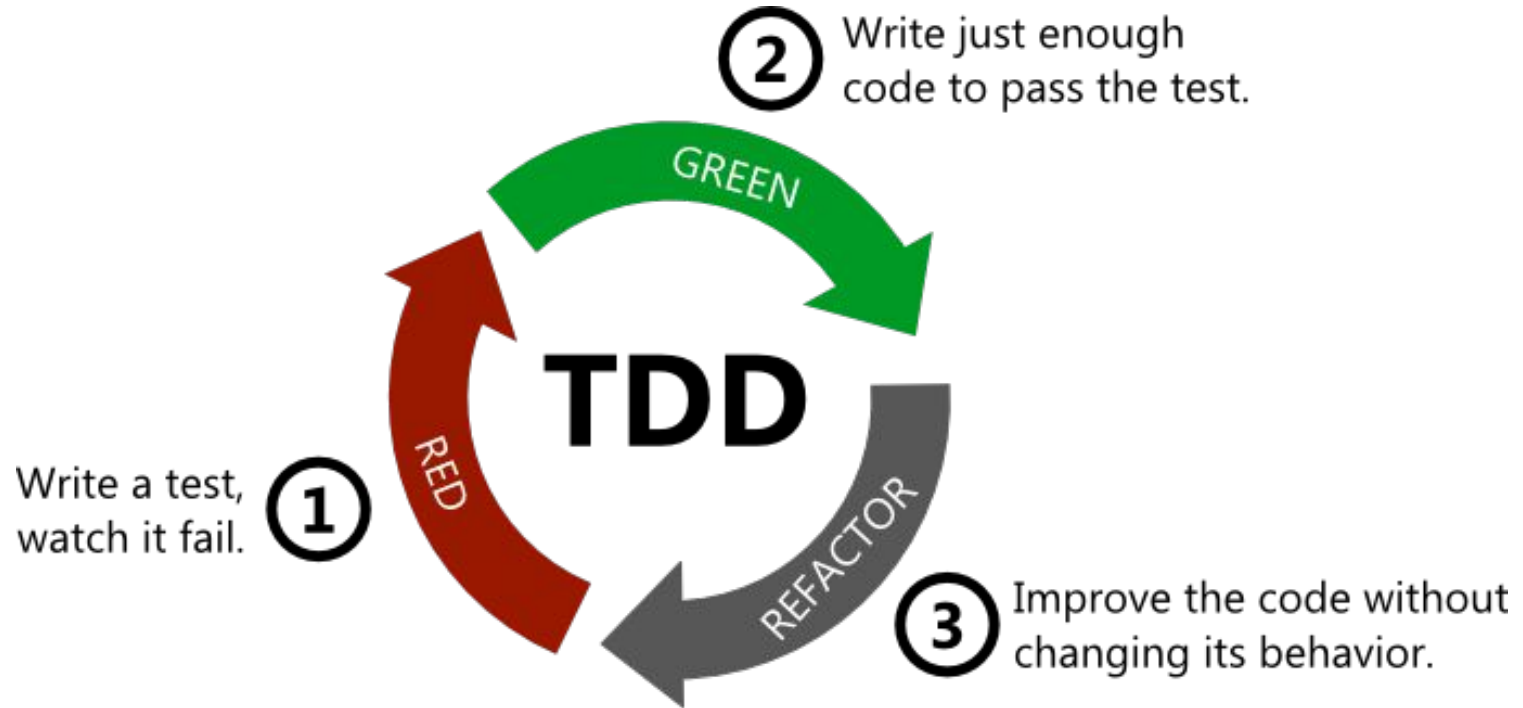 2
Write just enough
code to pass the test.
GREEN
TDD
RED
Write a test,
watch it fail.
1
REFACTOR
3
Improve the code without
changing its behavior.